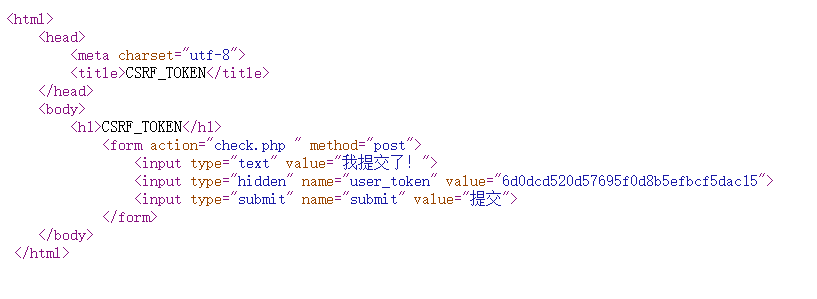 <html>
<head>
<meta charset="utf-8">
<title>CSRF_TOKEN</title>
</head>
<body>
<h1>CSRF_TOKEN</h1>
<form action="check.php " method="post">
<input type="text" value="我提交了！">
<input type="hidden" name="user_token" value="6d0dcd520d57695f0d8b5efbcf5dac15">
<input type="submit" name="submit" value="提交">
</form>
</body>
</html>